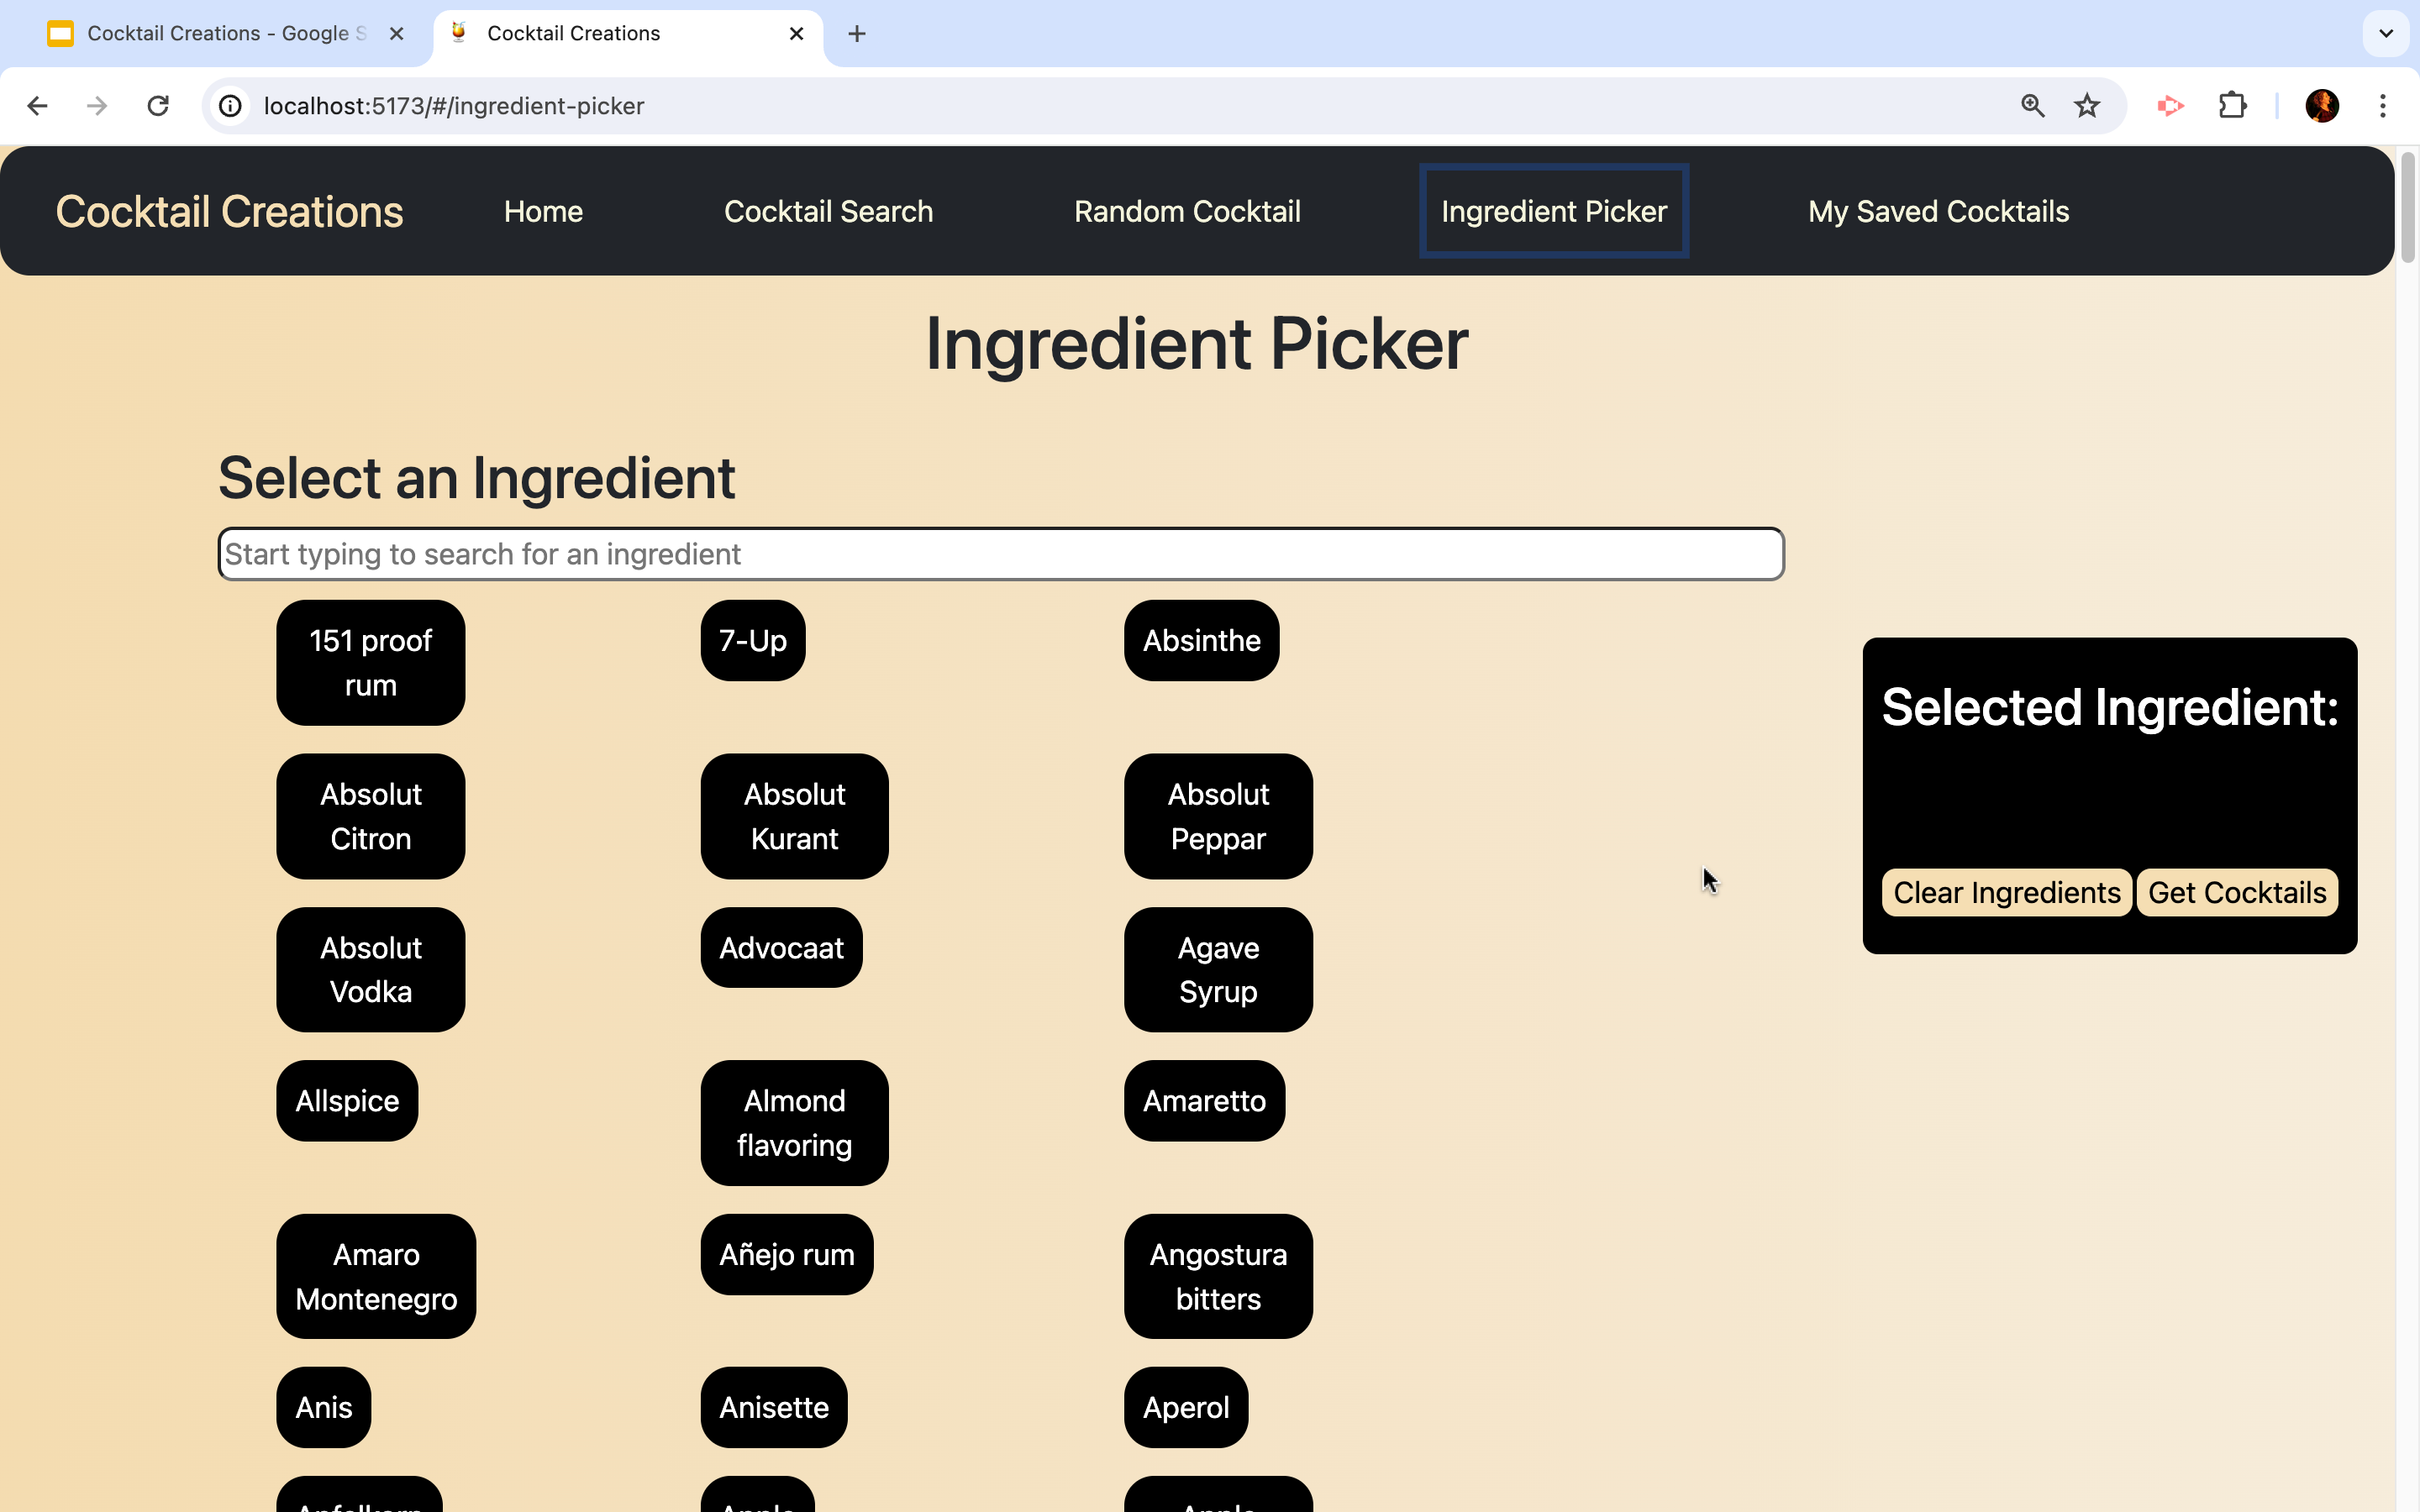 Cocktail Creations - Google S
Cocktail Creations
localhost:5173/#/ingredient-picker
Cocktail Creations
Home
Cocktail Search
Random Cocktail
Ingredient Picker
My Saved Cocktails
Ingredient Picker
Select an Ingredient
Start typing to search for an ingredient
151 proof
rum
7-Up
Absinthe
Absolut
Citron
Absolut
Kurant
Absolut
Peppar
Absolut
Vodka
Advocaat
Agave
Syrup
Allspice
Almond
flavoring
Amaretto
Amaro
Montenegro
Añejo rum
Angostura
bitters
Anis
Anisette
Aperol
Selected Ingredient:
Clear Ingredients
Get Cocktails